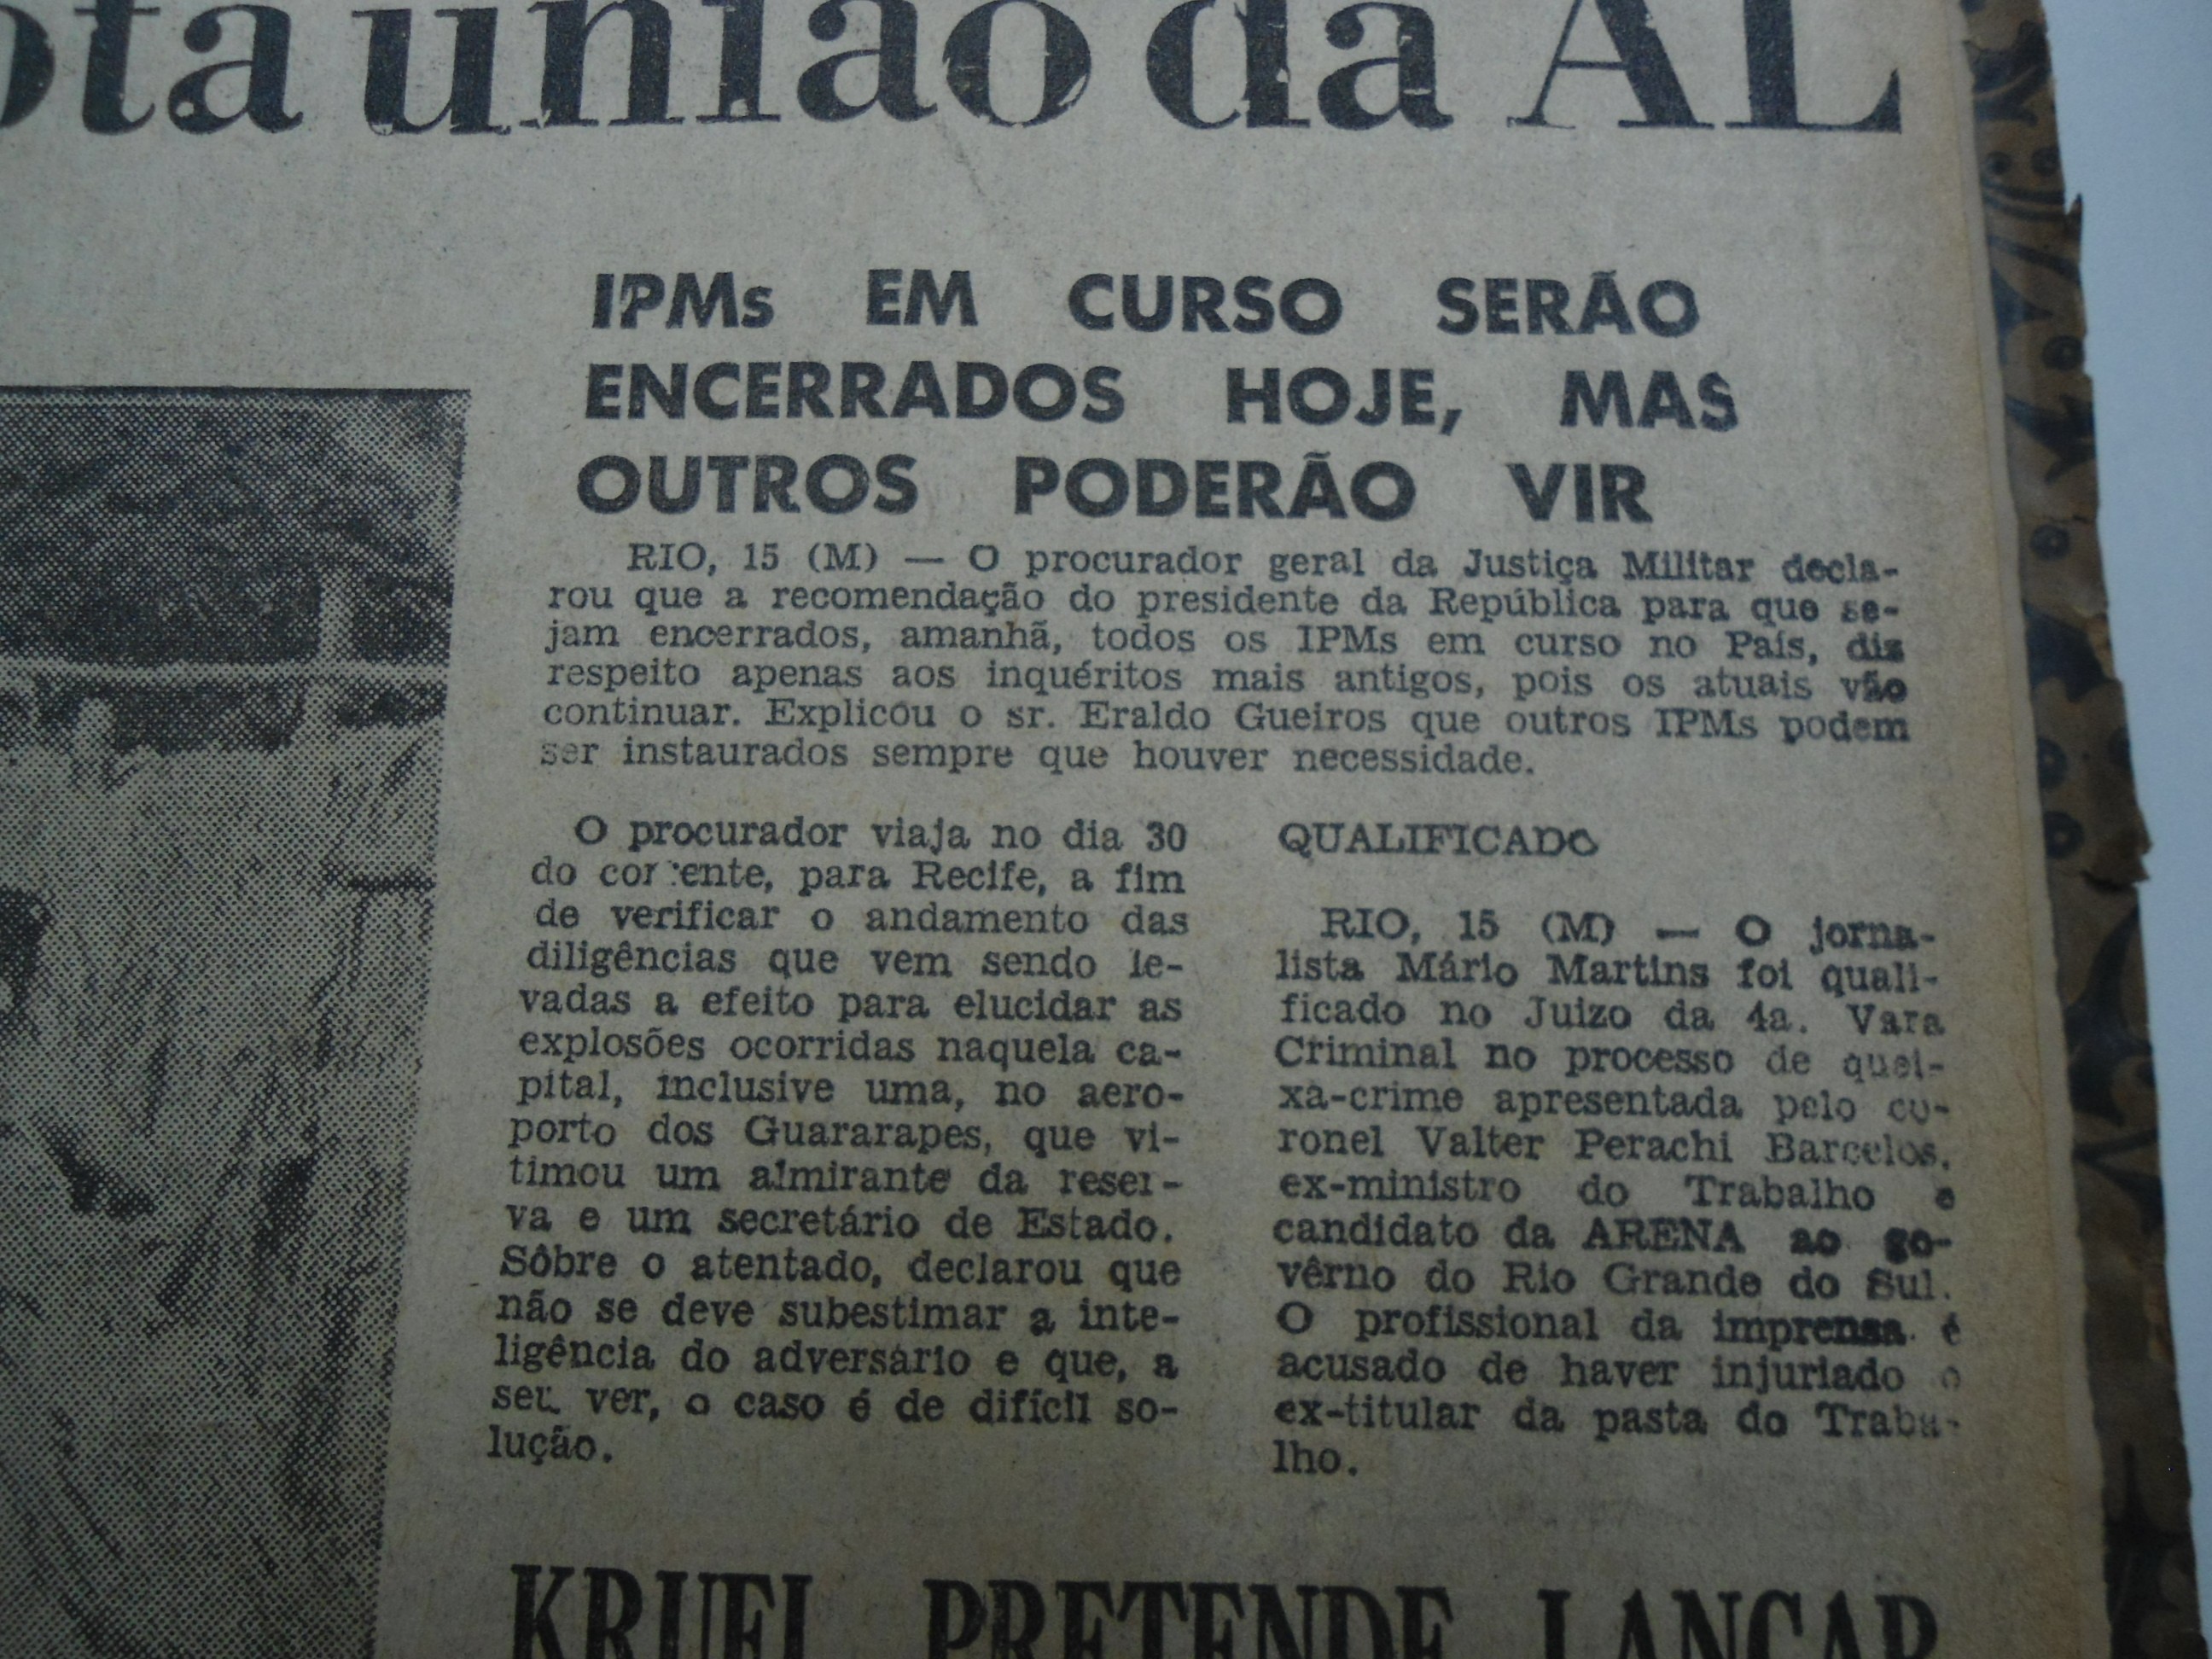 ota união da AL
IPMs EM CURSO SERÃO
ENCERRADOS HOJE, MAS
OUTROS PODERÃO VIR
RIO, 15 (M) — O procurador geral da Justiça Militar decla-
rou que a recomendação do presidente da República para que se-
jam encerrados, amanhã, todos os IPMs em curso no País, diz
respeito apenas aos inquéritos mais antigos, pois os atuais vão
continuar. Explicou o sr. Eraldo Gueiros que outros IPMs podem
ser instaurados sempre que houver necessidade.
O procurador viaja no dia 30
do corrente, para Recife, a fim
de verificar o andamento das
diligências que vem sendo le-
vadas a efeito para elucidar as
explosões ocorridas naquela ca-
pital, inclusive uma, no aero-
porto dos Guararapes, que vi-
timou um almirante da reser-
va e um secretário de Estado.
Sôbre o atentado, declarou que
não se deve subestimar a inte-
ligência do adversário e que, a
seu ver, o caso é de difícil so-
lução.
QUALIFICADO
RIO, 15 (M) — O jorna-
lista Mário Martins foi quali-
ficado no Juizo da 4a. Vara
Criminal no processo de quei-
xa-crime apresentada pelo co-
ronel Valter Perachi Barcelos,
ex-ministro do Trabalho e
candidato da ARENA ao go-
vêrno do Rio Grande do Sul.
O profissional da imprensa é
acusado de haver injuriado o
ex-titular da pasta do Traba-
lho.
KRUEL PRETENDE LANÇAR